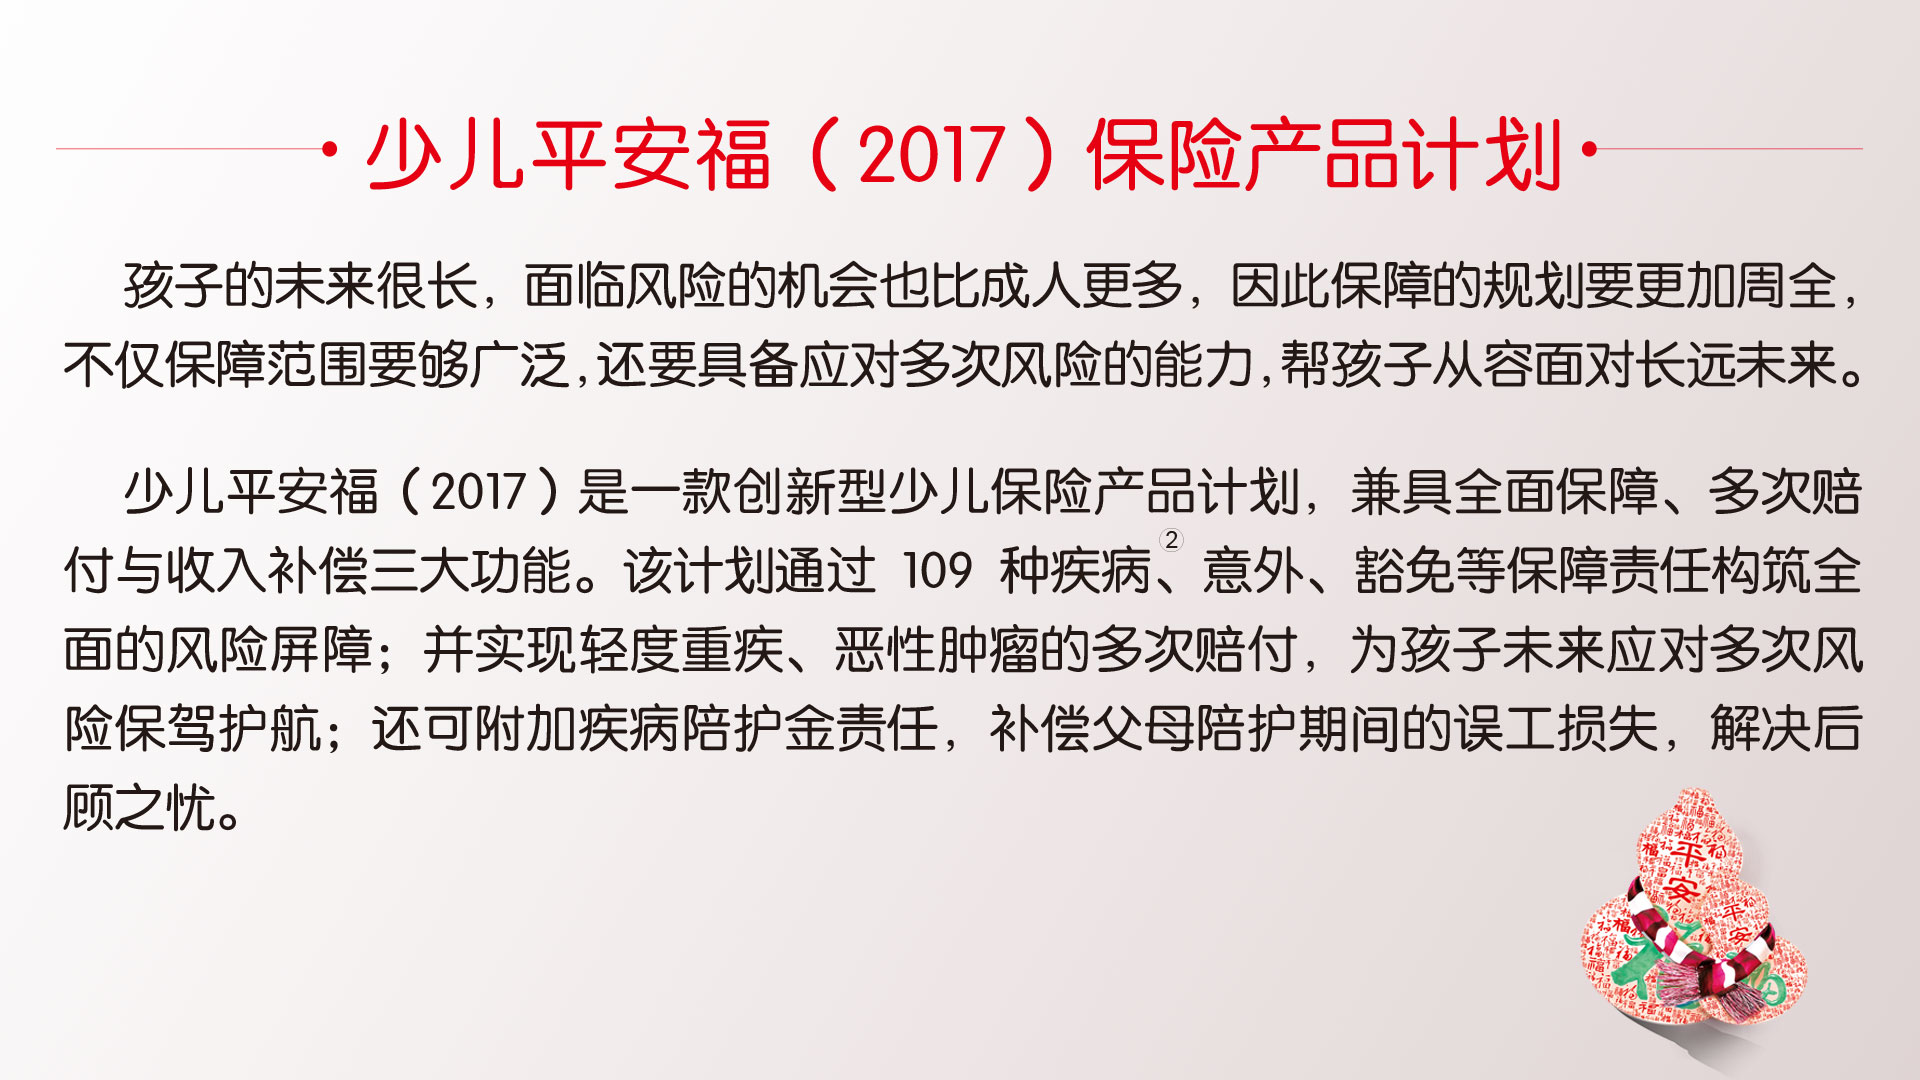 少儿平安福（2017）保险产品计划
孩子的未来很长，面临风险的机会也比成人更多，因此保障的规划要更加周全，
不仅保障范围要够广泛，还要具备应对多次风险的能力，帮孩子从容面对长远未来。
少儿平安福（2017）是一款创新型少儿保险产品计划，兼具全面保障、多次赔
付与收入补偿三大功能。该计划通过 109 种疾病②、意外、豁免等保障责任构筑全
面的风险屏障；并实现轻度重疾、恶性肿瘤的多次赔付，为孩子未来应对多次风
险保驾护航；还可附加疾病陪护金责任，补偿父母陪护期间的误工损失，解决后
顾之忧。
平安
平安
福